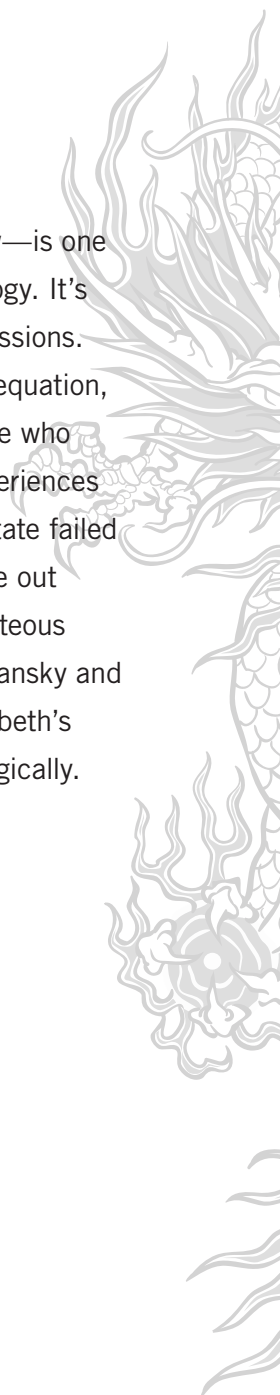 —is one
ogy. It’s
ssions.
equation,
e who
eriences
tate failed
e out
teous
ansky and
beth’s
gically.